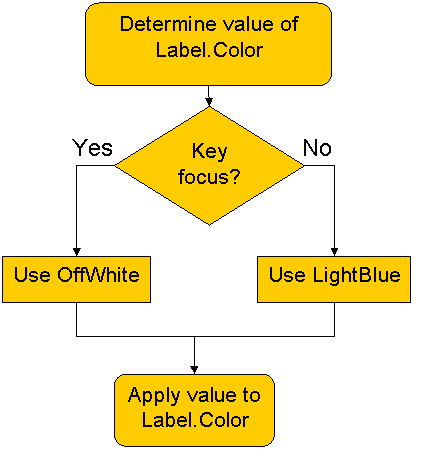 Determine value of
Label.Color
Key
focus?
Yes
No
Use OffWhite
Use LightBlue
Apply value to
Label.Color